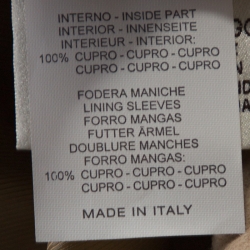 INTERNO - INSIDE PART
INTERIOR - INNENSEITE
INTERIEUR - INTERIOR:
100% CUPRO - CUPRO - CUPRO
CUPRO - CUPRO - CUPRO
FODERA MANICHE
LINING SLEEVES
FORRO MANGAS
FUTTER ÄRMEL
DOUBLURE MANCHES
FORRO MANGAS:
100% CUPRO - CUPRO - CUPRO
CUPRO - CUPRO - CUPRO
MADE IN ITALY